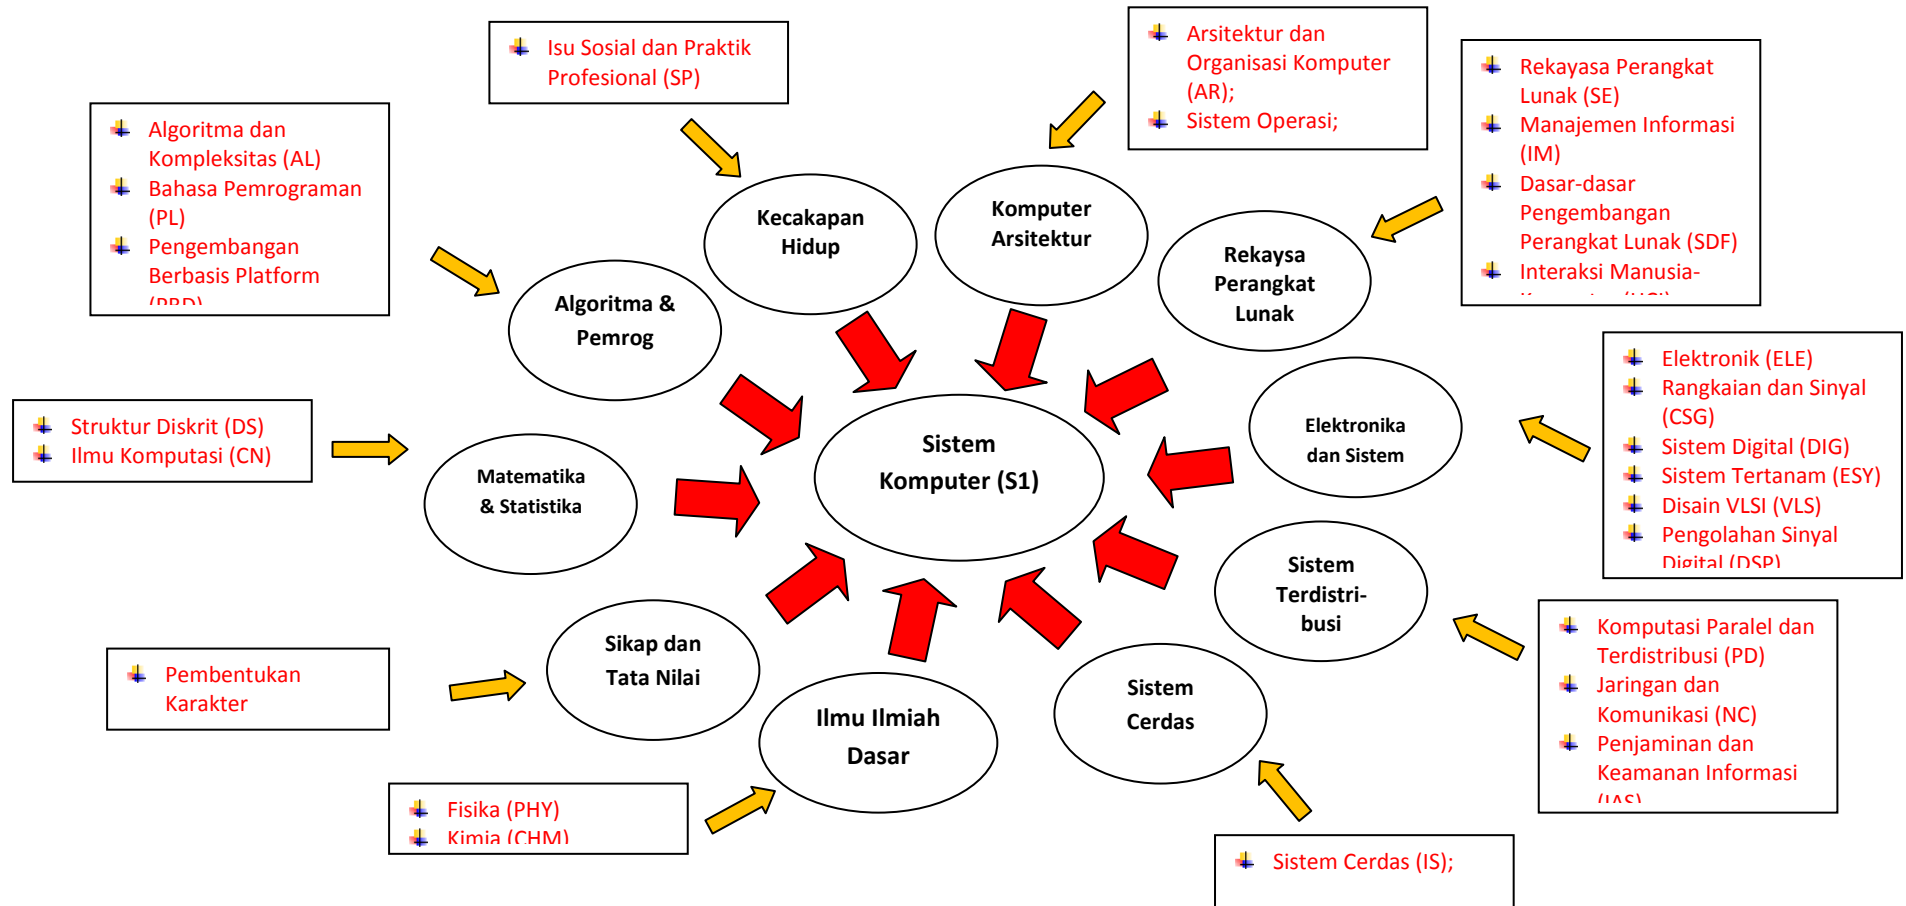 Isu Sosial dan Praktik
Profesional (SP)
Arsitektur dan
Organisasi Komputer
(AR);
Sistem Operasi;
Rekayasa Perangkat
Lunak (SE)
Manajemen Informasi
(IM)
Dasar-dasar
Pengembangan
Perangkat Lunak (SDF)
Interaksi Manusia-
Algoritma dan
Kompleksitas (AL)
Bahasa Pemrograman
(PL)
Pengembangan
Berbasis Platform
Kecakapan
Hidup
Komputer
Arsitektur
Rekaysa
Perangkat
Lunak
Algoritma &
Pemrog
Elektronik (ELE)
Rangkaian dan Sinyal
(CSG)
Sistem Digital (DIG)
Sistem Tertanam (ESY)
Disain VLSI (VLS)
Pengolahan Sinyal
Digital (DSP)
Struktur Diskrit (DS)
Ilmu Komputasi (CN)
Elektronika
dan Sistem
Sistem
Komputer (S1)
Matematika
& Statistika
Sistem
Terdistri-
busi
Komputasi Paralel dan
Terdistribusi (PD)
Jaringan dan
Komunikasi (NC)
Penjaminan dan
Keamanan Informasi
(IAS)
Sikap dan
Tata Nilai
Pembentukan
Karakter
Sistem
Cerdas
Ilmu Ilmiah
Dasar
Fisika (PHY)
Kimia (CHM)
Sistem Cerdas (IS);